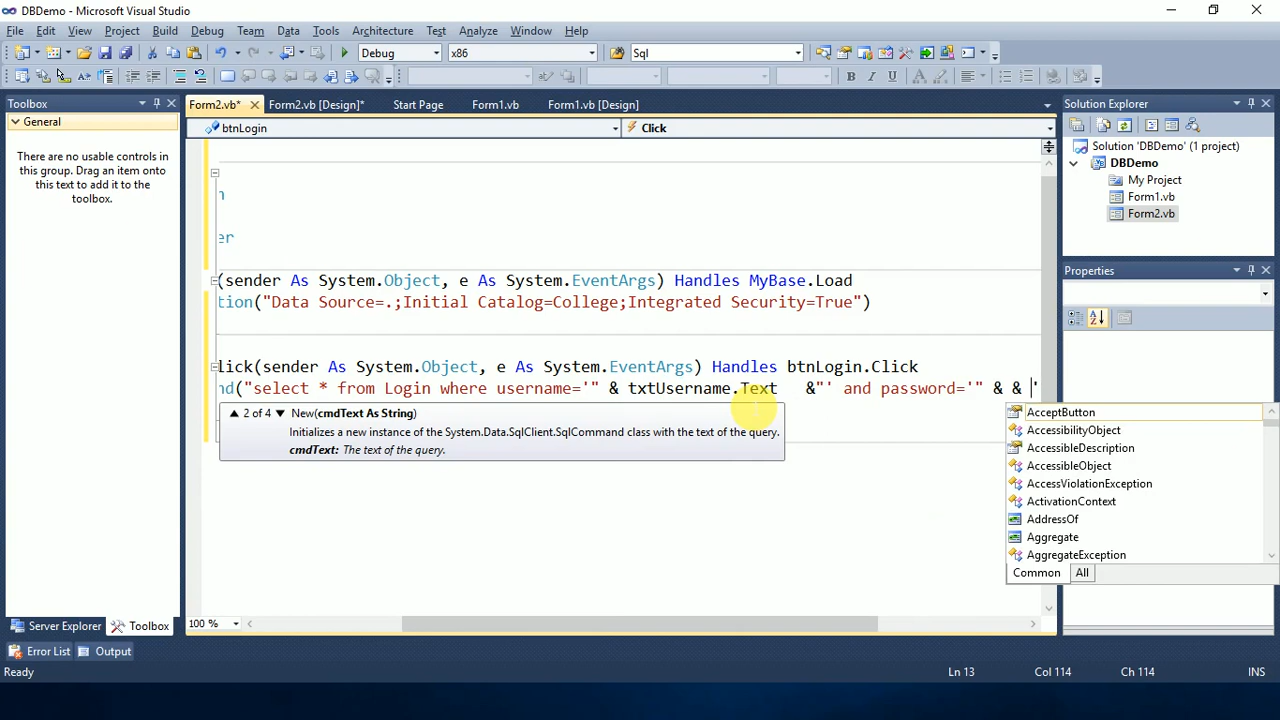 DBDemo - Microsoft Visual Studio
File Edit View Project Build Debug Team Data Tools Architecture Test Analyze Window Help
Debug x86 Sql
Toolbox
General
There are no usable controls in
this group. Drag an item onto
this text to add it to the
toolbox.
Form2.vb* Form2.vb [Design]* Start Page Form1.vb Form1.vb [Design]
btnLogin Click
er
(sender As System.Object, e As System.EventArgs) Handles MyBase.Load
tion("Data Source=.;Initial Catalog=College;Integrated Security=True")
lick(sender As System.Object, e As System.EventArgs) Handles btnLogin.Click
nd("select * from Login where username='" & txtUsername.Text &"' and password='" & & '
2 of 4 New(cmdText As String)
Initializes a new instance of the System.Data.SqlClient.SqlCommand class with the text of the query.
cmdText: The text of the query.
AcceptButton
AccessibilityObject
AccessibleDescription
AccessibleObject
AccessViolationException
ActivationContext
AddressOf
Aggregate
AggregateException
Common All
Solution Explorer
Solution 'DBDemo' (1 project)
DBDemo
My Project
Form1.vb
Form2.vb
Properties
100 %
Server Explorer Toolbox
Error List Output
Ready Ln 13 Col 114 Ch 114 INS